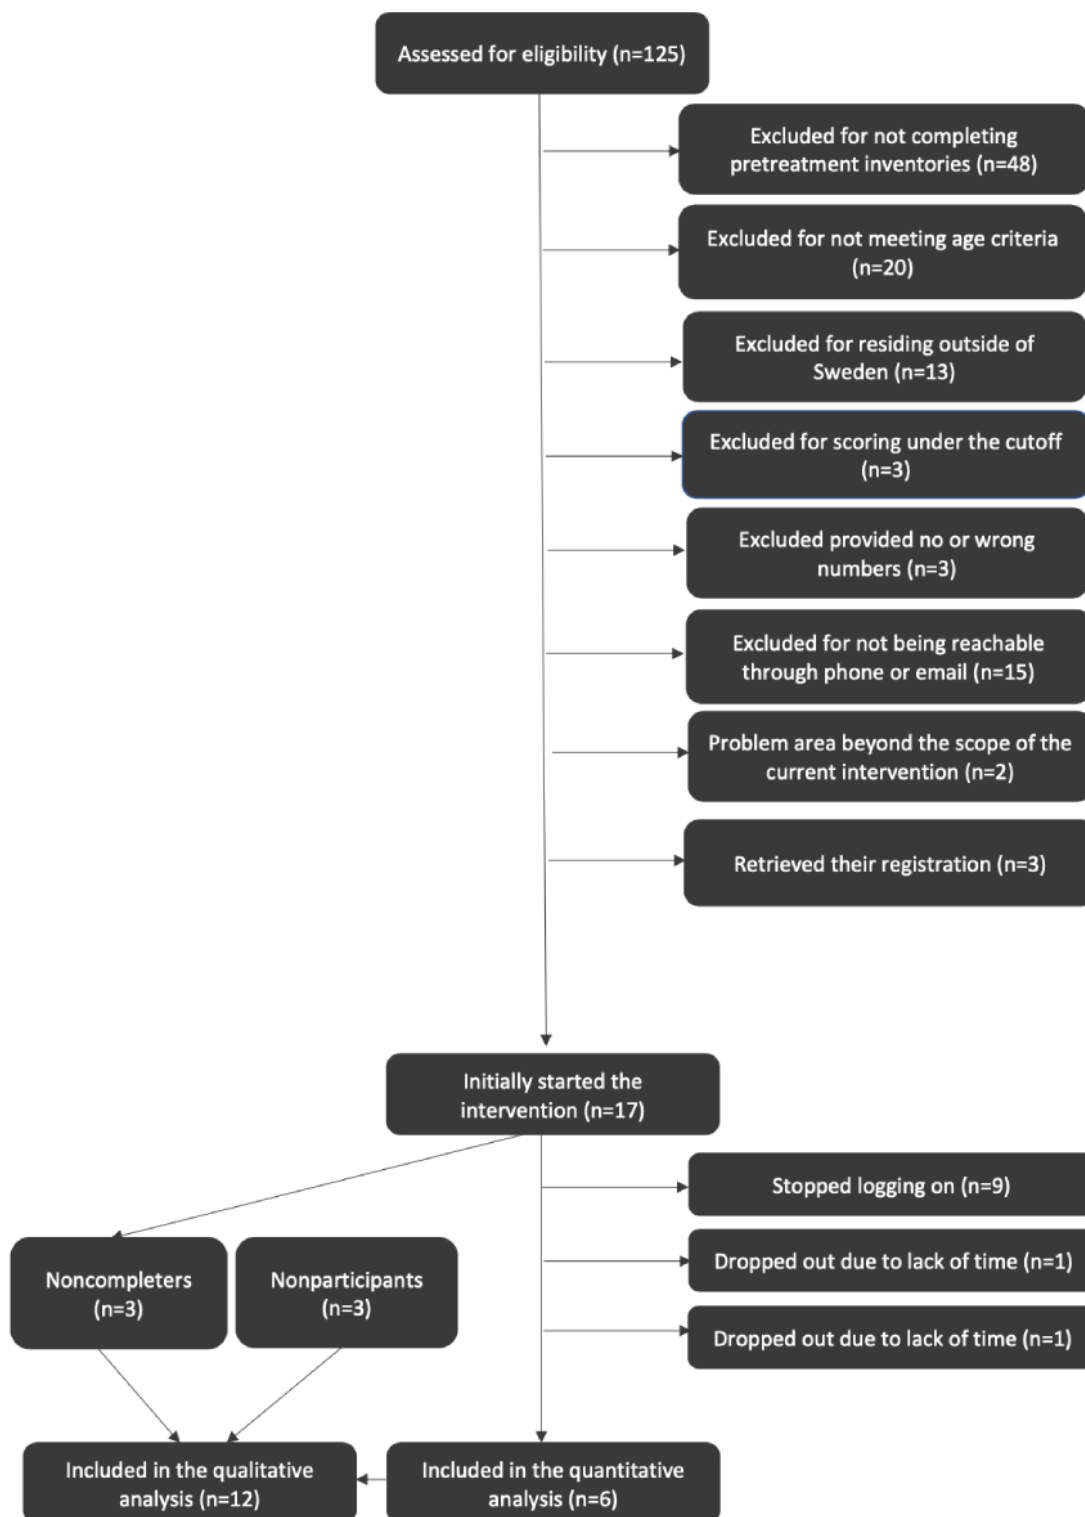 Assessed for eligibility (n=125)
Excluded for not completing
pretreatment inventories (n=48)
Excluded for not meeting age criteria
(n=20)
Excluded for residing outside of
Sweden (n=13)
Excluded for scoring under the cutoff
(n=3)
Excluded provided no or wrong
numbers (n=3)
Excluded for not being reachable
through phone or email (n=15)
Problem area beyond the scope of the
current intervention (n=2)
Retrieved their registration (n=3)
Initially started the
intervention (n=17)
Stopped logging on (n=9)
Noncompleters
(n=3)
Nonparticipants
(n=3)
Dropped out due to lack of time (n=1)
Dropped out due to lack of time (n=1)
Included in the qualitative
analysis (n=12)
Included in the quantitative
analysis (n=6)